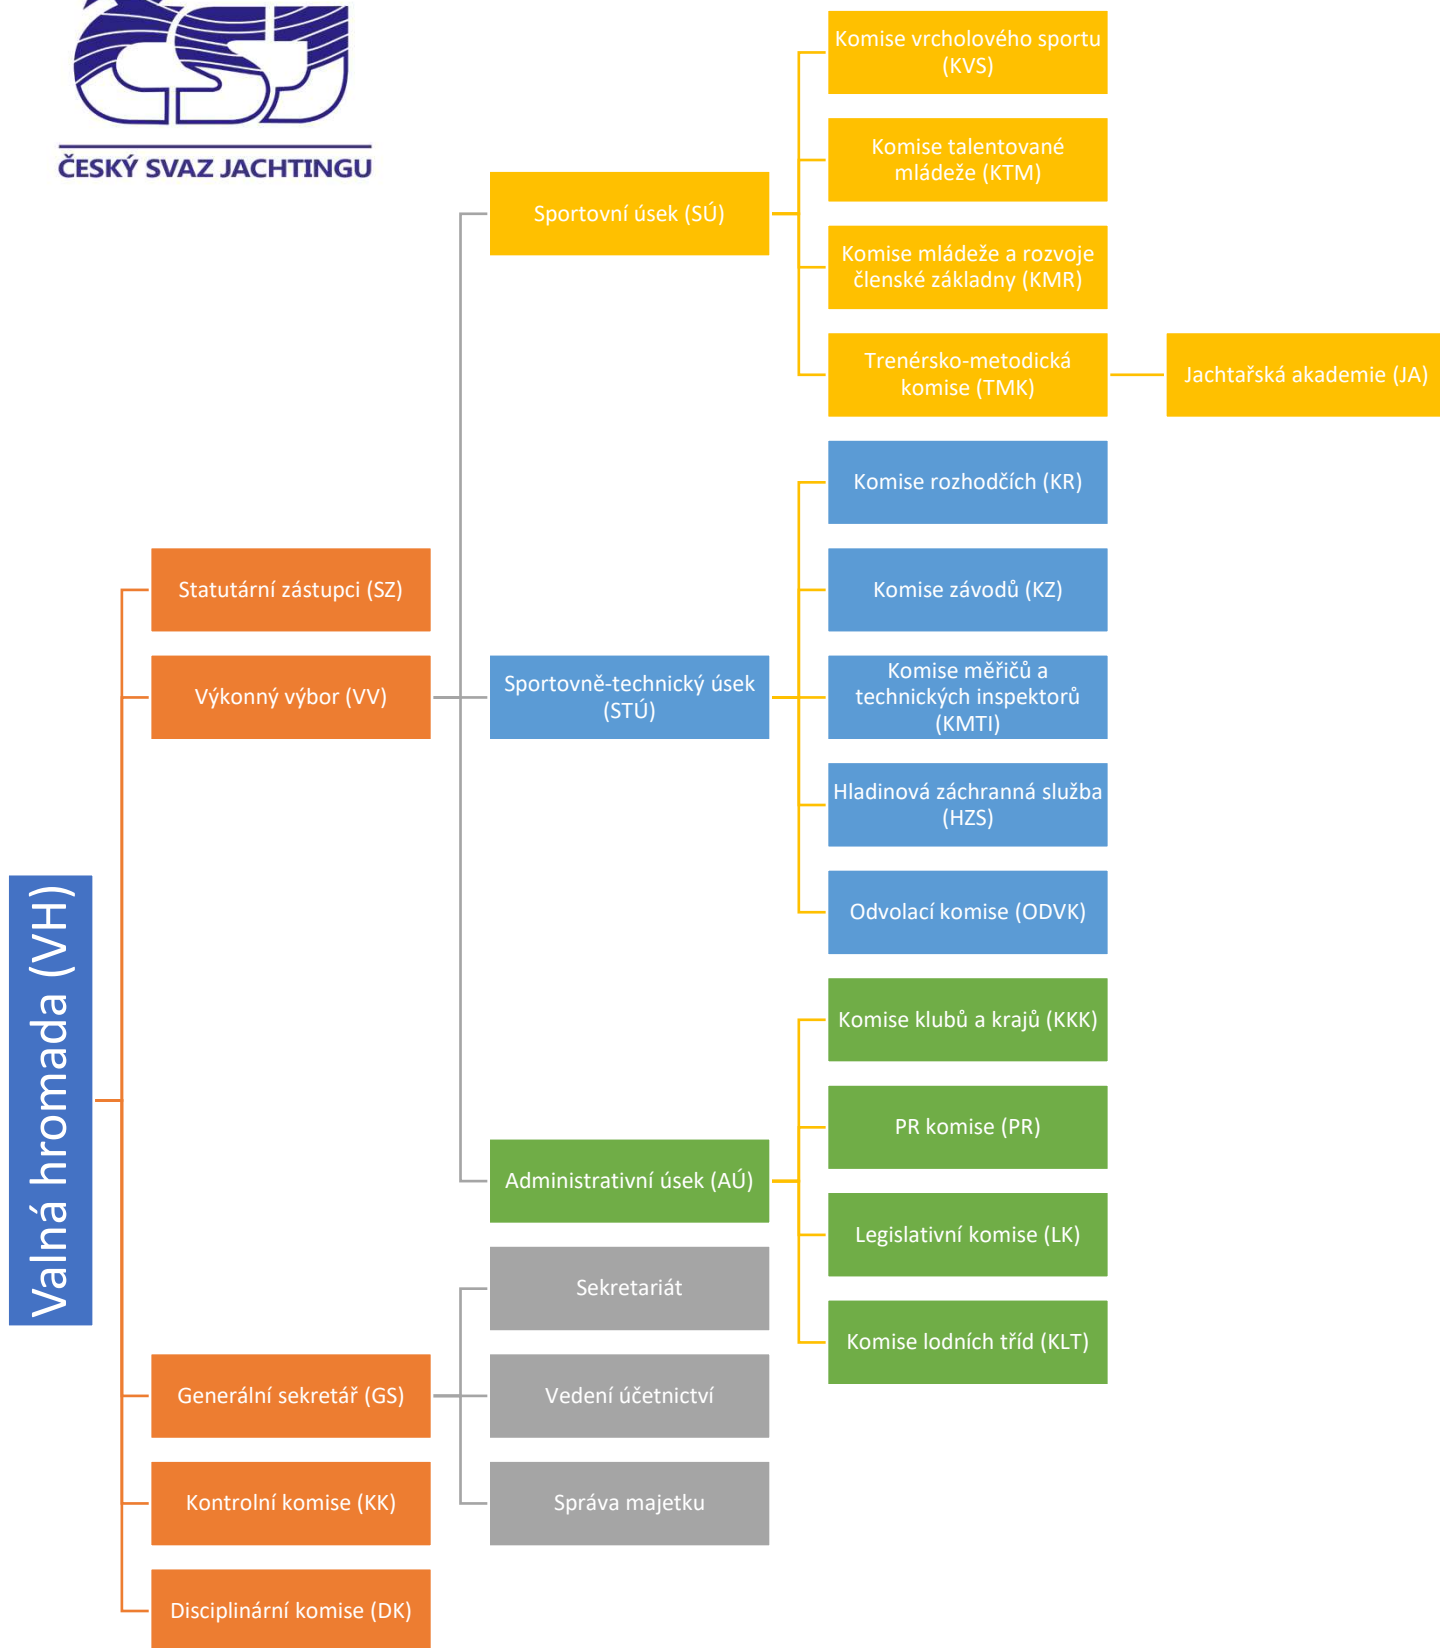 ČSJ
ČESKÝ SVAZ JACHTINGU
Valná hromada (VH)
Statutární zástupci (SZ)
Výkonný výbor (VV)
Sportovní úsek (SÚ)
Komise vrcholového sportu
(KVS)
Komise talentované
mládeže (KTM)
Komise mládeže a rozvoje
členské základny (KMR)
Trenérsko-metodická
komise (TMK)
Jachtařská akademie (JA)
Sportovně-technický úsek
(STÚ)
Komise rozhodčích (KR)
Komise závodů (KZ)
Komise měřičů a
technických inspektorů
(KMTI)
Hladinová záchranná služba
(HZS)
Odvolací komise (ODVK)
Administrativní úsek (AÚ)
Komise klubů a krajů (KKK)
PR komise (PR)
Legislativní komise (LK)
Komise lodních tříd (KLT)
Generální sekretář (GS)
Sekretariát
Vedení účetnictví
Správa majetku
Kontrolní komise (KK)
Disciplinární komise (DK)